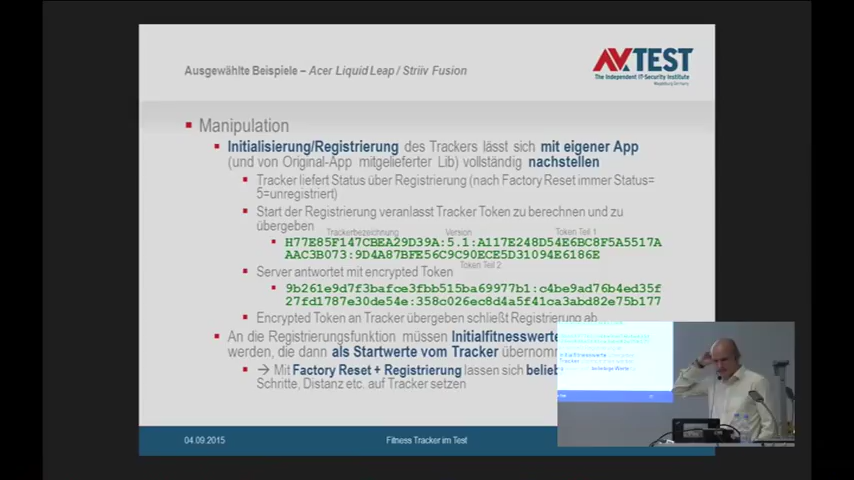 Ausgewählte Beispiele – Acer Liquid Leap / Striiv Fusion
AV TEST
The Independent IT-Security Institute
Magdeburg Germany
Manipulation
Initialisierung/Registrierung des Trackers lässt sich mit eigener App
(und von Original-App mitgelieferter Lib) vollständig nachstellen
Tracker liefert Status über Registrierung (nach Factory Reset immer Status=
5=unregistriert)
Start der Registrierung veranlasst Tracker Token zu berechnen und zu
übergeben
Trackerbezeichnung Version Token Teil 1
H77E85F147CBEA29D39A:5.1:A117E248D54E6BC8F5A5517A
AAC3B073:9D4A87BFE56C9C90ECE5D31094E6186E
Token Teil 2
Server antwortet mit encrypted Token
9b261e9d7f3bafce3fbb515ba69977b1:c4be9ad76b4ed35f
27fd1787e30de54e:358c026ec8d4a5f41ca3abd82e75b177
Encrypted Token an Tracker übergeben schließt Registrierung ab
An die Registrierungsfunktion müssen Initialfitnesswerte
werden, die dann als Startwerte vom Tracker übernom
→ Mit Factory Reset + Registrierung lassen sich belieb
Schritte, Distanz etc. auf Tracker setzen
04.09.2015
Fitness Tracker im Test